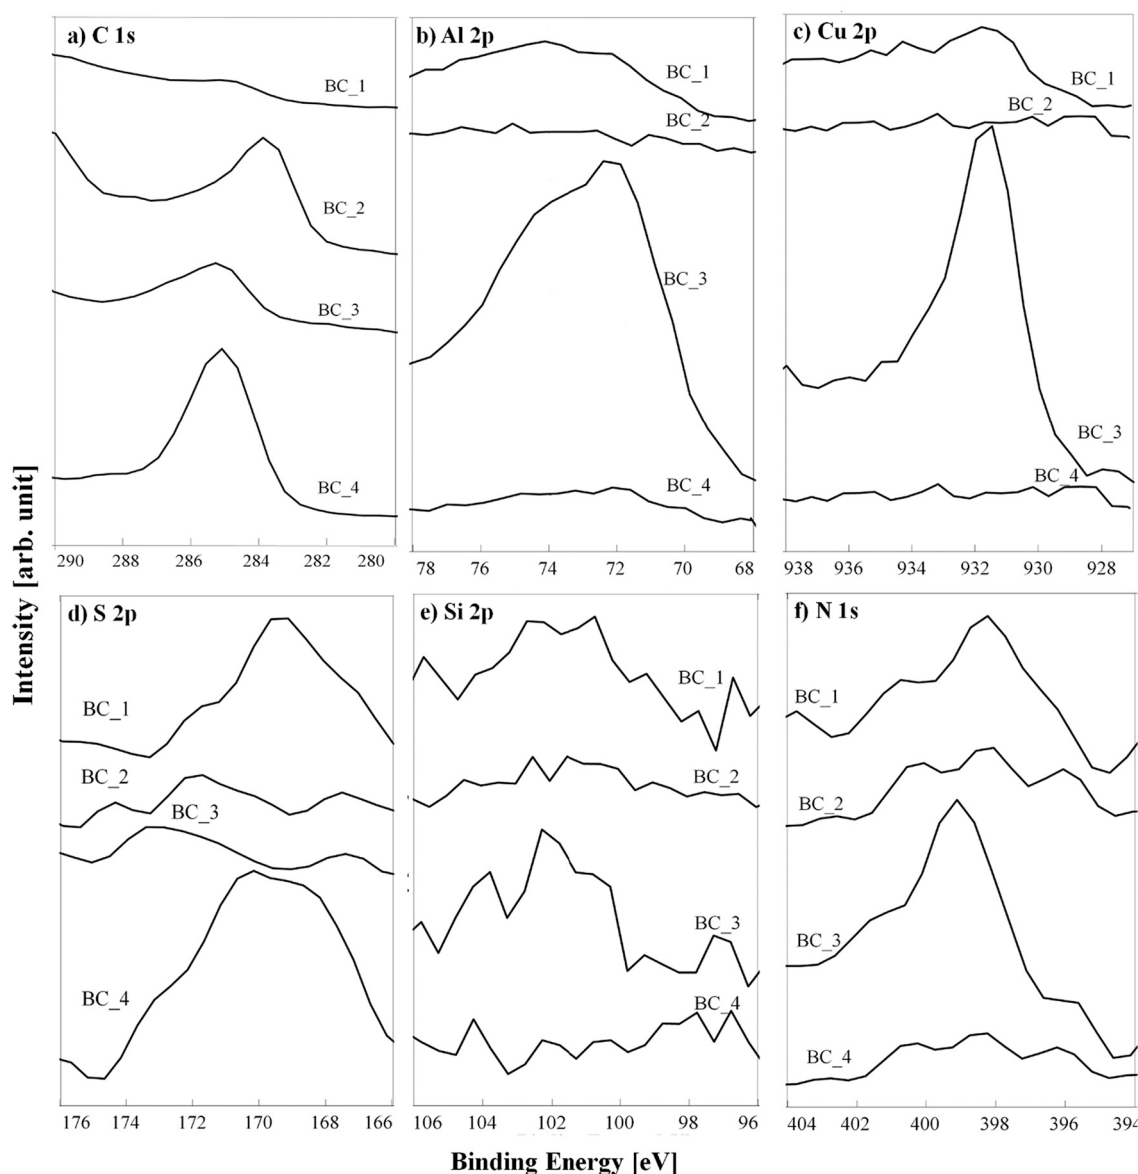 a) C 1s
b) Al 2p
c) Cu 2p
BC_1
BC_2
BC_3
BC_4
BC_1
BC_2
BC_3
BC_4
BC_1
BC_2
BC_3
BC_4
290 288 286 284 282 280
78 76 74 72 70 68
938 936 934 932 930 928
Intensity [arb. unit]
d) S 2p
e) Si 2p
f) N 1s
BC_1
BC_2
BC_3
BC_4
BC_1
BC_2
BC_3
BC_4
BC_1
BC_2
BC_3
BC_4
176 174 172 170 168 166
106 104 102 100 98 96
404 402 400 398 396 394
Binding Energy [eV]